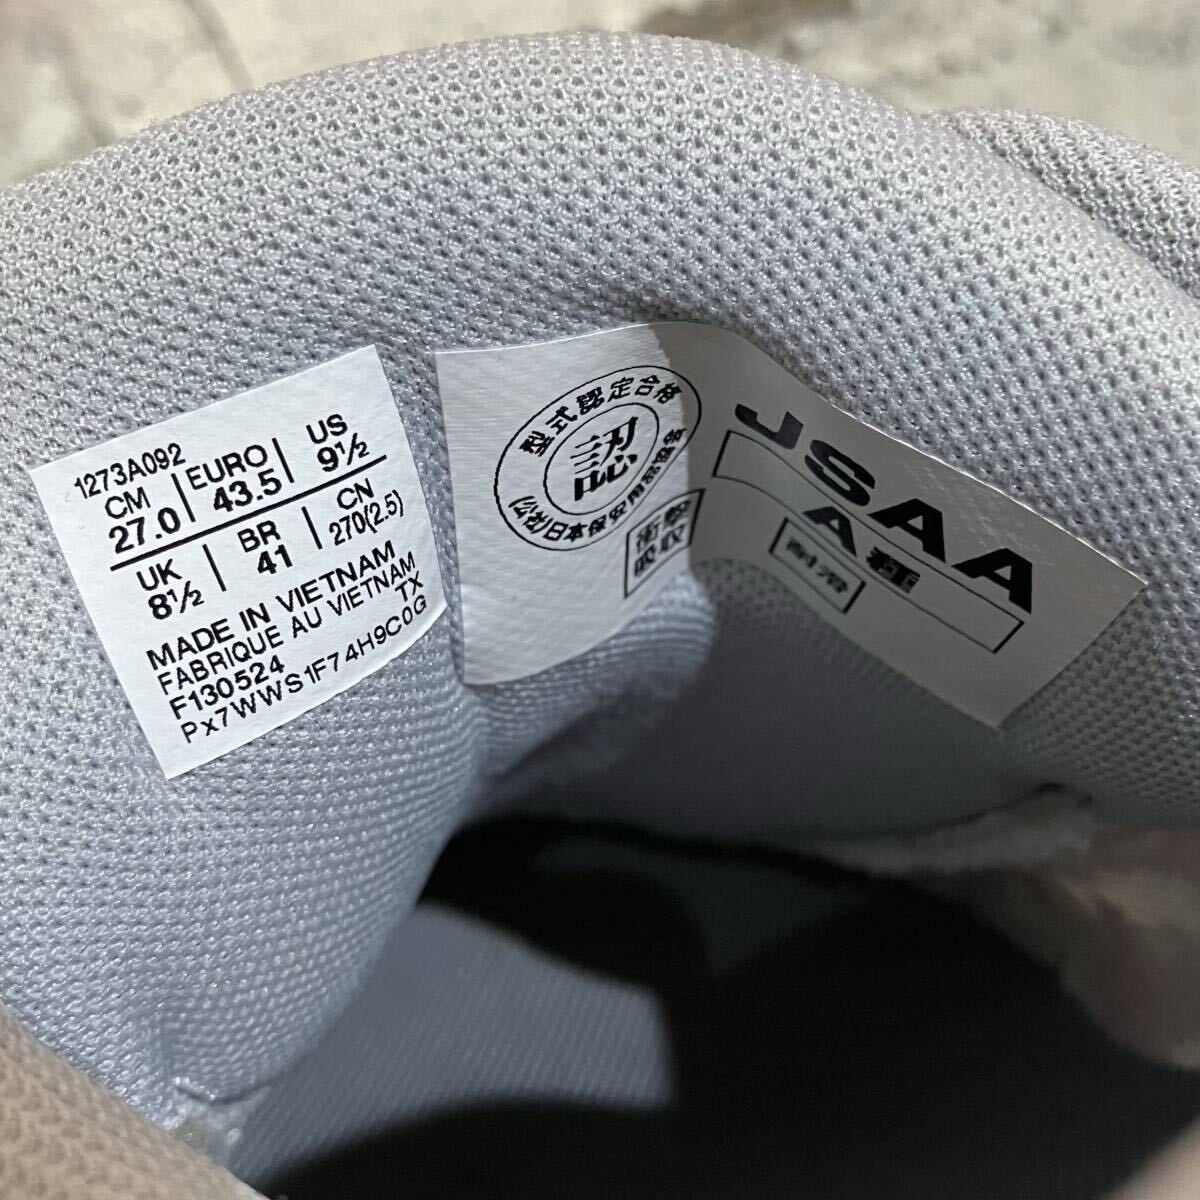 1273A092
CM EURO US
27.0 43.5 9½
UK BR CN
8½ 41 270(2.5)
MADE IN VIETNAM
FABRIQUE AU VIETNAM
F130524 TX
Px7WWS1F74H9C0G
型式認定合格
認
(公社)日本保安用品協会
衝撃
吸収
JSAA
A種
耐滑